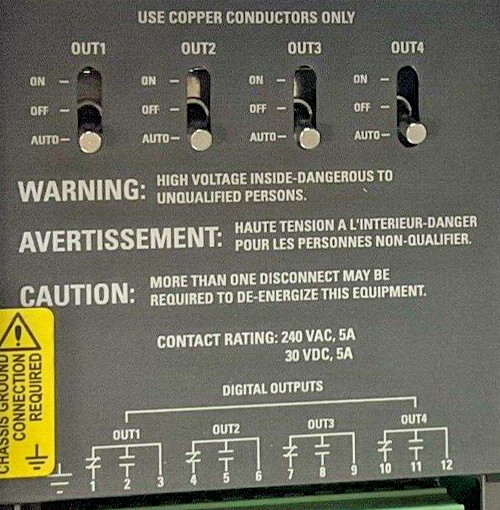 USE COPPER CONDUCTORS ONLY
OUT1 OUT2 OUT3 OUT4
ON ON ON ON
OFF OFF OFF OFF
AUTO AUTO AUTO AUTO
WARNING: HIGH VOLTAGE INSIDE-DANGEROUS TO
UNQUALIFIED PERSONS.
AVERTISSEMENT: HAUTE TENSION A L'INTERIEUR-DANGER
POUR LES PERSONNES NON-QUALIFIER.
CAUTION: MORE THAN ONE DISCONNECT MAY BE
REQUIRED TO DE-ENERGIZE THIS EQUIPMENT.
CHASSIS GROUND
CONNECTION
REQUIRED
CONTACT RATING: 240 VAC, 5A
30 VDC, 5A
DIGITAL OUTPUTS
OUT1 OUT2 OUT3 OUT4
1 2 3 4 5 6 7 8 9 10 11 12